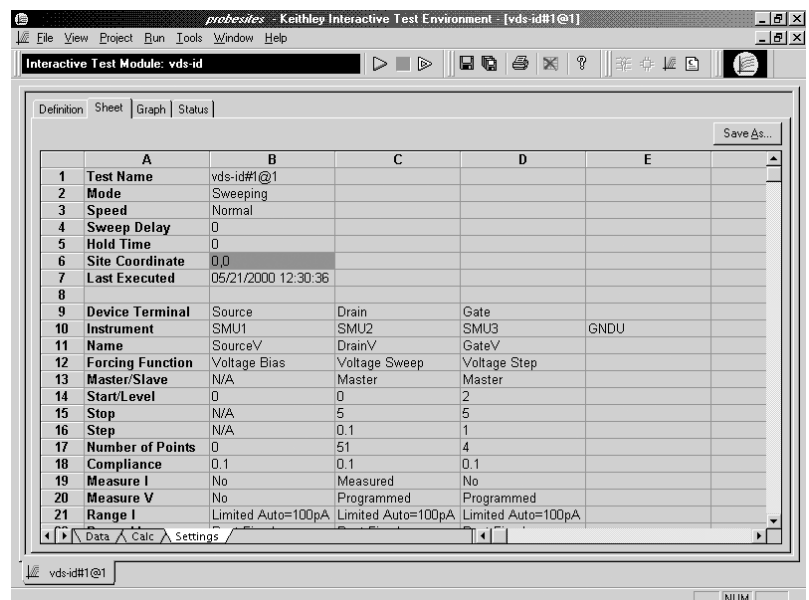 probesites - Keithley Interactive Test Environment - [vds-id#1@1]
File View Project Run Tools Window Help
Interactive Test Module: vds-id
Definition Sheet Graph Status
Save As...
A B C D E
1 Test Name vds-id#1@1
2 Mode Sweeping
3 Speed Normal
4 Sweep Delay 0
5 Hold Time 0
6 Site Coordinate 0,0
7 Last Executed 05/21/2000 12:30:36
8
9 Device Terminal Source Drain Gate
10 Instrument SMU1 SMU2 SMU3 GNDU
11 Name SourceV DrainV GateV
12 Forcing Function Voltage Bias Voltage Sweep Voltage Step
13 Master/Slave N/A Master Master
14 Start/Level 0 0 2
15 Stop N/A 5 5
16 Step N/A 0.1 1
17 Number of Points 0 51 4
18 Compliance 0.1 0.1 0.1
19 Measure I No Measured No
20 Measure V No Programmed Programmed
21 Range I Limited Auto=100pA Limited Auto=100pA Limited Auto=100pA
Data Calc Settings
vds-id#1@1
NUM